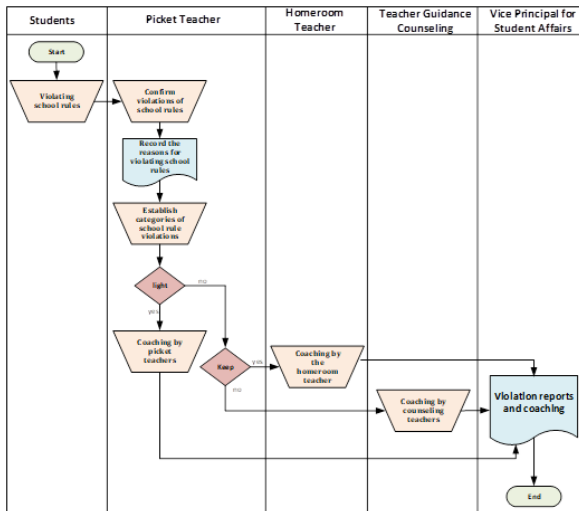 Students
Picket Teacher
Homeroom
Teacher
Teacher Guidance
Counseling
Vice Principal for
Student Affairs
Start
Violating
school rules
Confirm
violations of
school rules
Record the
reasons for
violating school
rules
Establish
categories of
school rule
violations
light
no
yes
Coaching by
picket
teachers
Keep
yes
no
Coaching by
the
homeroom
teacher
Coaching by
counseling
teachers
Violation reports
and coaching
End